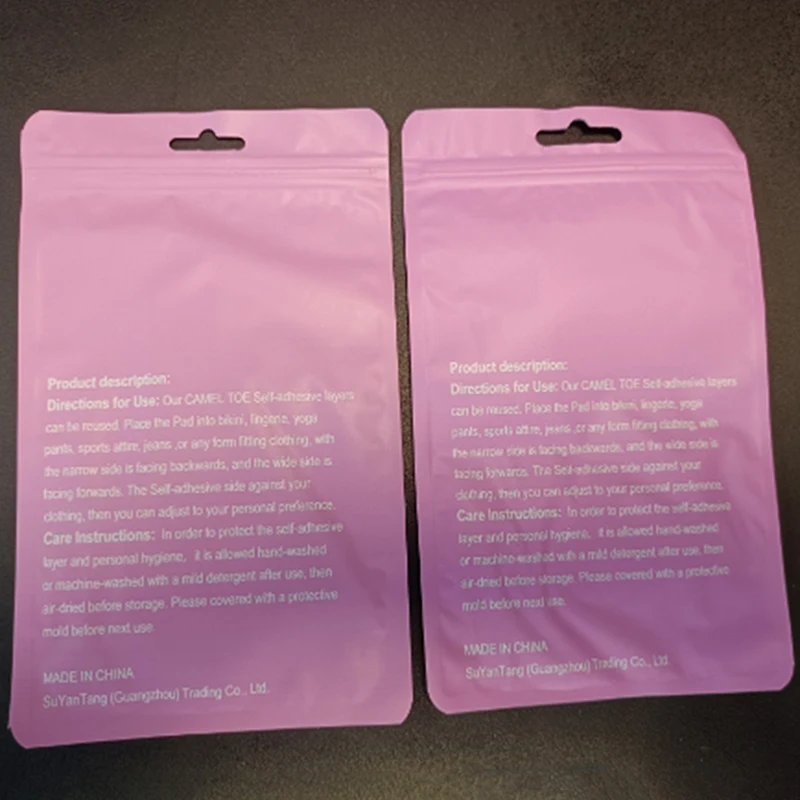 Product description:
Directions for Use: Our CAMEL TOE Self-adhesive layers
can be reused. Place the Pad into bikini, lingerie, yoga
pants, sports attire, jeans ,or any form fitting clothing, with
the narrow side is facing backwards, and the wide side is
facing forwards. The Self-adhesive side against your
clothing, then you can adjust to your personal preference.
Care Instructions: In order to protect the self-adhesive
layer and personal hygiene, it is allowed hand-washed
or machine-washed with a mild detergent after use, then
air-dried before storage. Please covered with a protective
mold before next use.
MADE IN CHINA
SuYanTang (Guangzhou) Trading Co., Ltd.
Product description:
Directions for Use: Our CAMEL TOE Self-adhesive layers
can be reused. Place the Pad into bikini, lingerie, yoga
pants, sports attire, jeans ,or any form fitting clothing, with
the narrow side is facing backwards, and the wide side is
facing forwards. The Self-adhesive side against your
clothing, then you can adjust to your personal preference.
Care Instructions: In order to protect the self-adhesive
layer and personal hygiene, it is allowed hand-washed
or machine-washed with a mild detergent after use, then
air-dried before storage. Please covered with a protective
mold before next use.
MADE IN CHINA
SuYanTang (Guangzhou) Trading Co., Ltd.